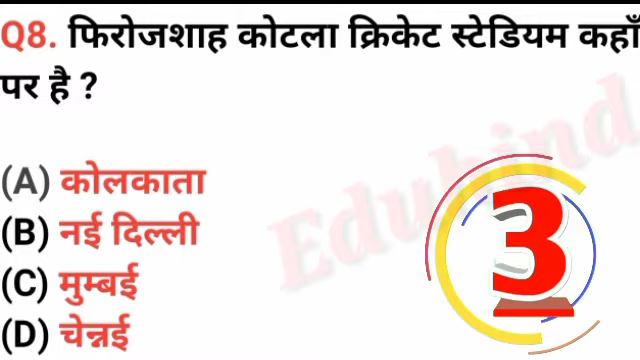 Q8. फिरोजशाह कोटला क्रिकेट स्टेडियम कहाँ
पर है ?
(A) कोलकाता
(B) नई दिल्ली
(C) मुम्बई
(D) चेन्नई
3
Eduhind